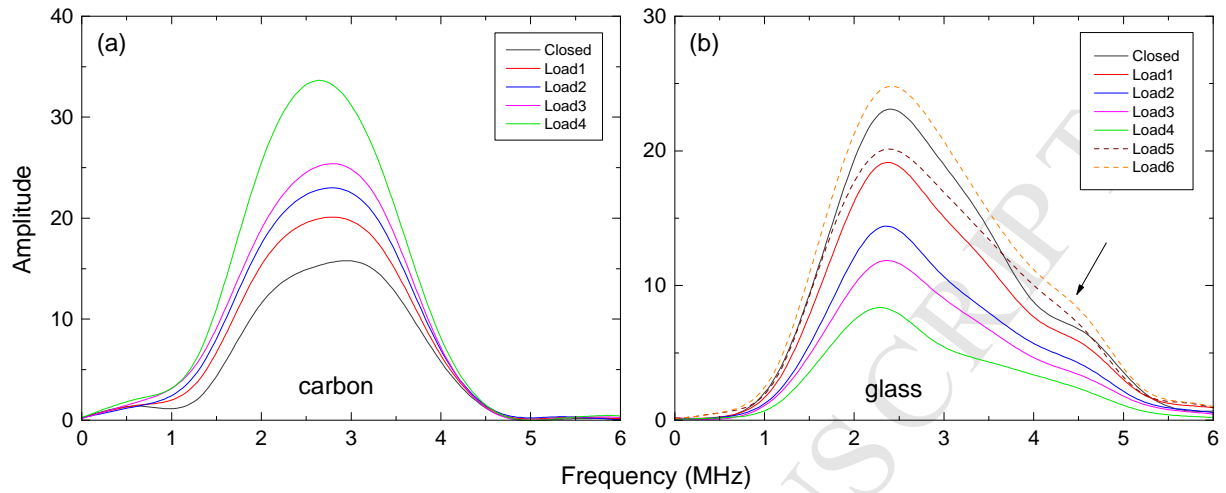 (a)
Closed
Load1
Load2
Load3
Load4
carbon
40
30
20
10
0
0 1 2 3 4 5 6
Amplitude
(b)
Closed
Load1
Load2
Load3
Load4
Load5
Load6
glass
30
20
10
0
0 1 2 3 4 5 6
Frequency (MHz)
NUSCRIPT